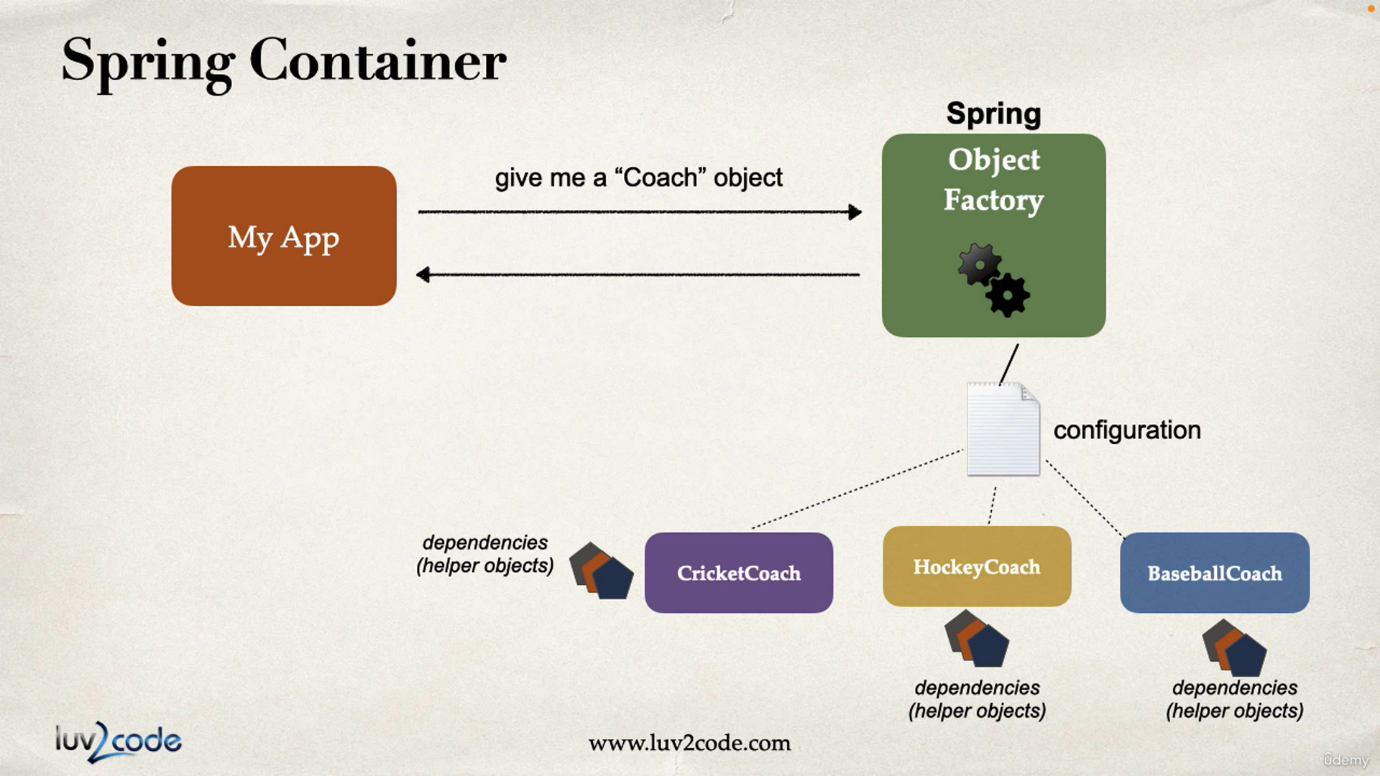 Spring Container
Spring
Object
Factory
give me a “Coach” object
My App
configuration
dependencies
(helper objects)
CricketCoach
HockeyCoach
BaseballCoach
dependencies
(helper objects)
dependencies
(helper objects)
luv2code
www.luv2code.com
ûdemy